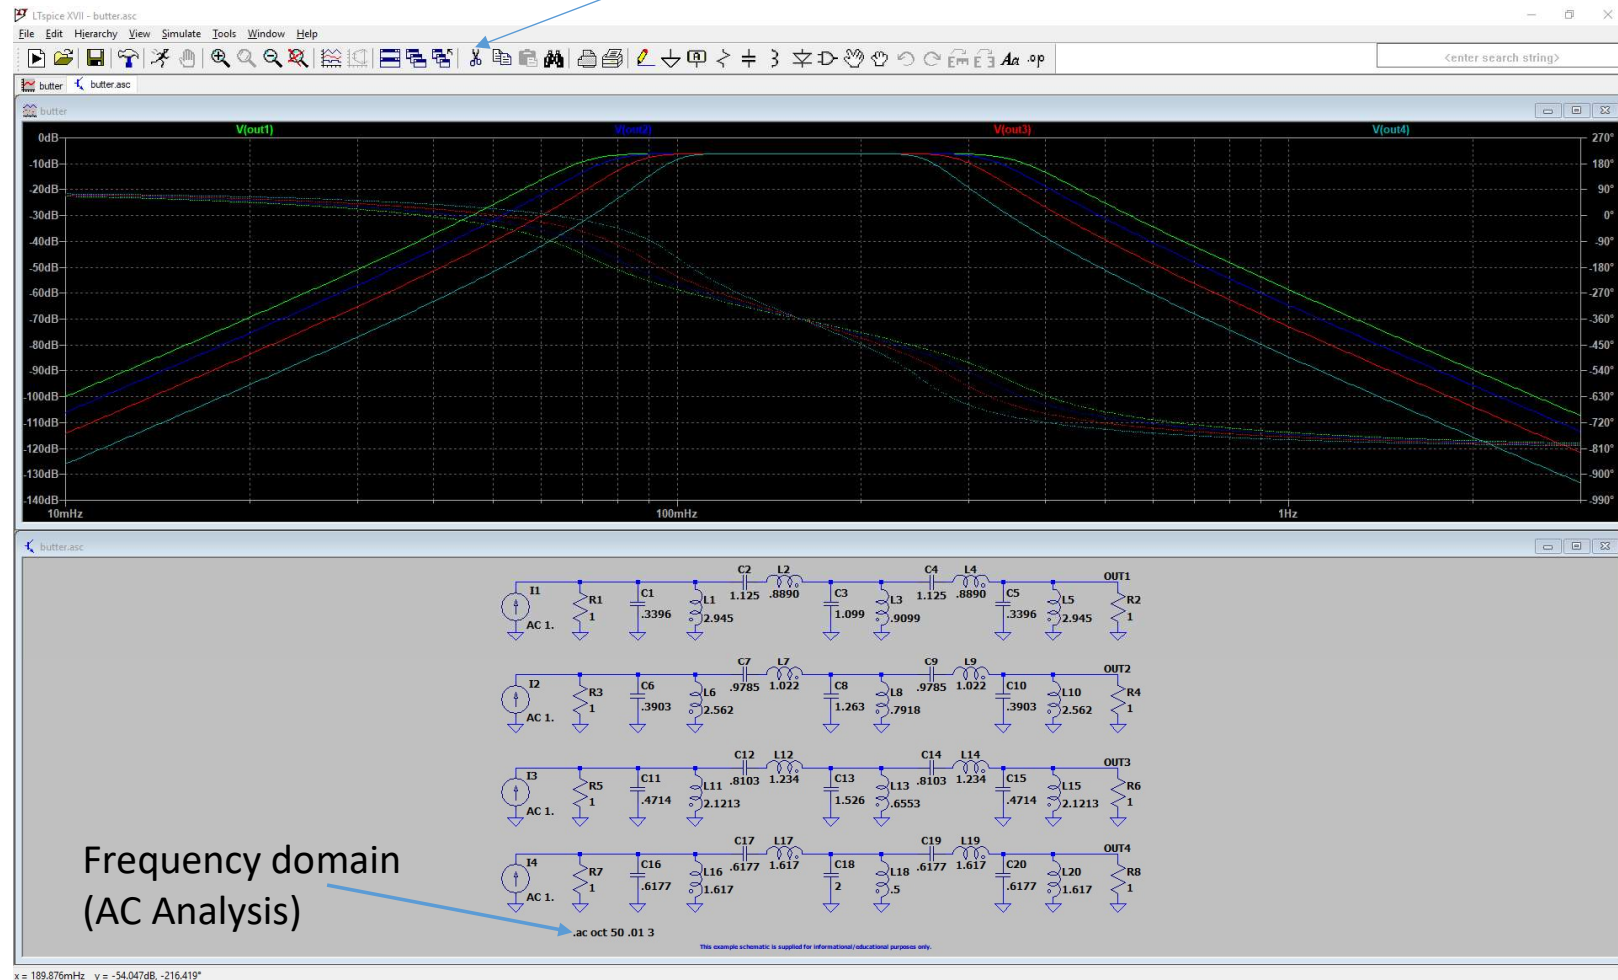 LTspice XVII - butter.asc
File Edit Hierarchy View Simulate Tools Window Help
Aa .op
<enter search string>
butter butter.asc
butter
V(out1) V(out2) V(out3) V(out4)
0dB 270°
-10dB 180°
-20dB 90°
-30dB 0°
-40dB -90°
-50dB -180°
-60dB -270°
-70dB -360°
-80dB -450°
-90dB -540°
-100dB -630°
-110dB -720°
-120dB -810°
-130dB -900°
-140dB -990°
10mHz 100mHz 1Hz
butter.asc
I1 AC 1. R1 1 C1 .3396 L1 2.945 C2 1.125 L2 .8890 C3 1.099 L3 .9099 C4 1.125 L4 .8890 C5 .3396 L5 2.945 OUT1 R2 1
I2 AC 1. R3 1 C6 .3903 L6 2.562 C7 .9785 L7 1.022 C8 1.263 L8 .7918 C9 .9785 L9 1.022 C10 .3903 L10 2.562 OUT2 R4 1
I3 AC 1. R5 1 C11 .4714 L11 2.1213 C12 .8103 L12 1.234 C13 1.526 L13 .6553 C14 .8103 L14 1.234 C15 .4714 L15 2.1213 OUT3 R6 1
I4 AC 1. R7 1 C16 .6177 L16 1.617 C17 .6177 L17 1.617 C18 2 L18 .5 C19 .6177 L19 1.617 C20 .6177 L20 1.617 OUT4 R8 1
Frequency domain
(AC Analysis)
.ac oct 50 .01 3
This example schematic is supplied for informational/educational purposes only.
x = 189.876mHz y = -54.047dB, -216.419°